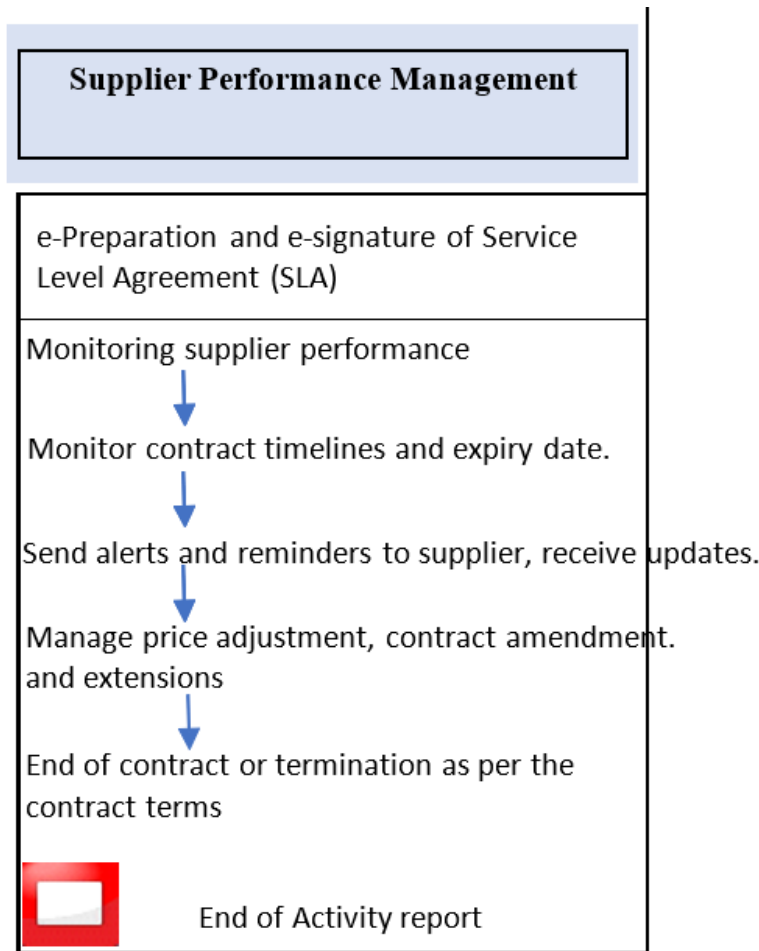 Supplier Performance Management
e-Preparation and e-signature of Service
Level Agreement (SLA)
Monitoring supplier performance
Monitor contract timelines and expiry date.
Send alerts and reminders to supplier, receive updates.
Manage price adjustment, contract amendment.
and extensions
End of contract or termination as per the
contract terms
End of Activity report